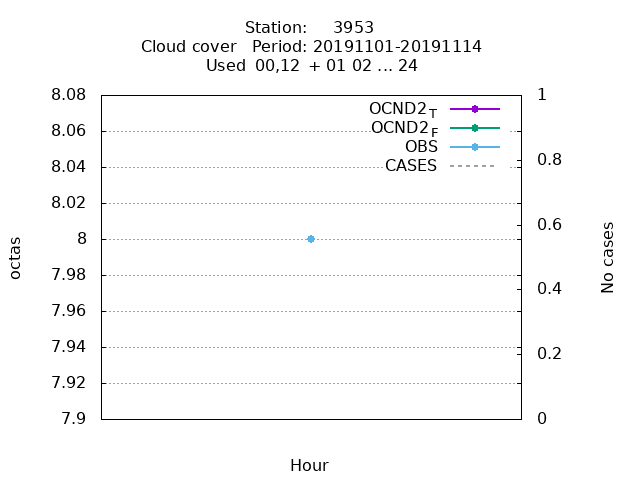 Station: 3953
Cloud cover Period: 20191101-20191114
Used 00,12 + 01 02 ... 24
8.08
8.06
8.04
8.02
8
7.98
7.96
7.94
7.92
7.9
octas
OCND2T
OCND2F
OBS
CASES
1
0.8
0.6
0.4
0.2
0
No cases
Hour